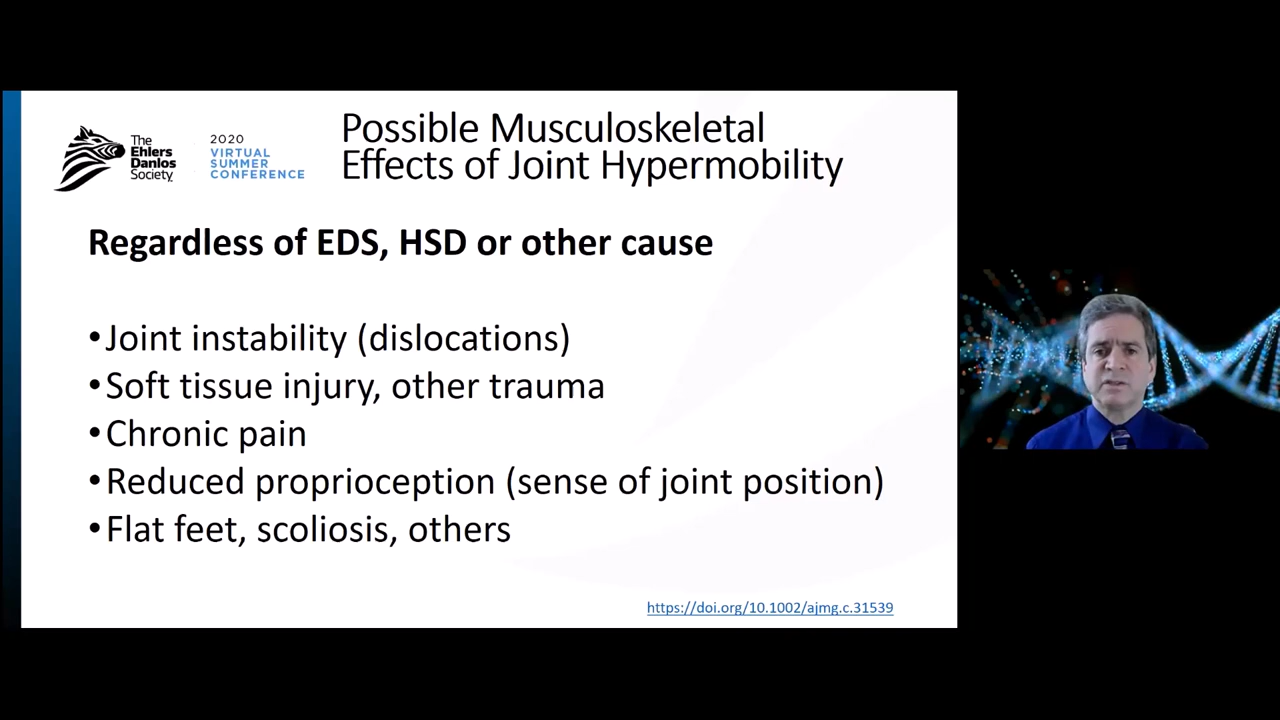 The
Ehlers
Danlos
Society™
2020
VIRTUAL
SUMMER
CONFERENCE
Possible Musculoskeletal
Effects of Joint Hypermobility
Regardless of EDS, HSD or other cause
•Joint instability (dislocations)
•Soft tissue injury, other trauma
•Chronic pain
•Reduced proprioception (sense of joint position)
•Flat feet, scoliosis, others
https://doi.org/10.1002/ajmg.c.31539